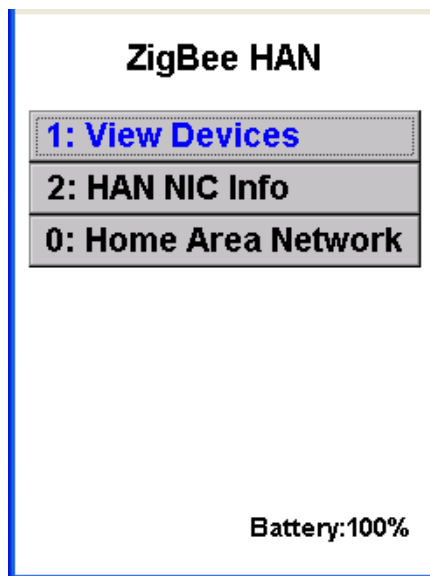 ZigBee HAN
1: View Devices
2: HAN NIC Info
0: Home Area Network
Battery:100%